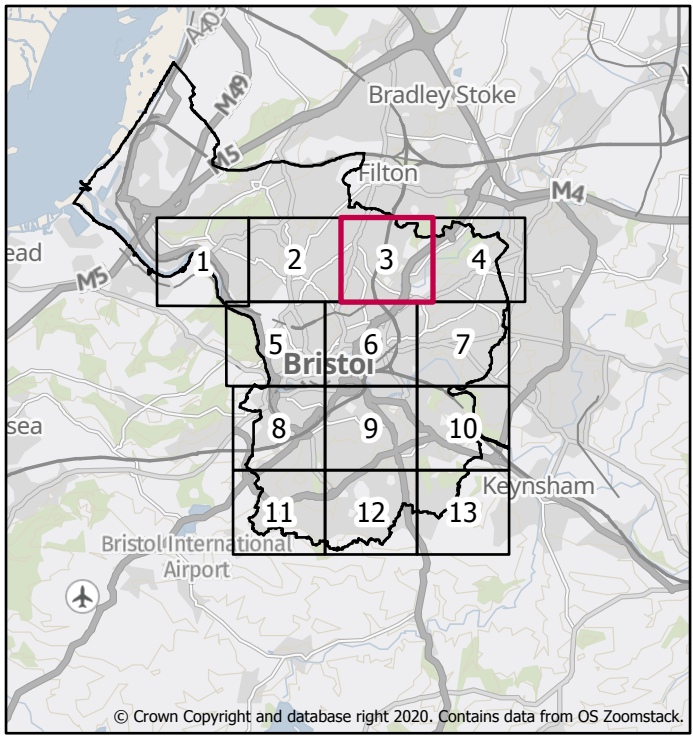 A403
M49
Bradley Stoke
M5
Filton
M4
ead
1
2
3
4
M5
5
6
7
Bristol
sea
8
9
10
Keynsham
11
12
13
Bristol International
Airport
© Crown Copyright and database right 2020. Contains data from OS Zoomstack.